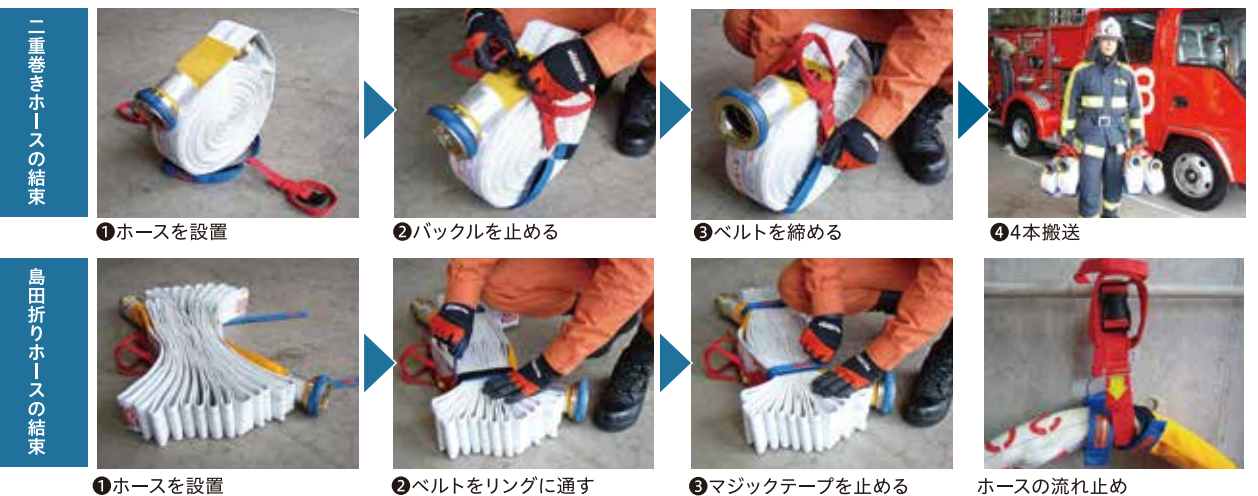 二重巻きホースの結束
❶ホースを設置
❷バックルを止める
❸ベルトを締める
❹4本搬送
8
島田折りホースの結束
❶ホースを設置
❷ベルトをリングに通す
❸マジックテープを止める
ホースの流れ止め